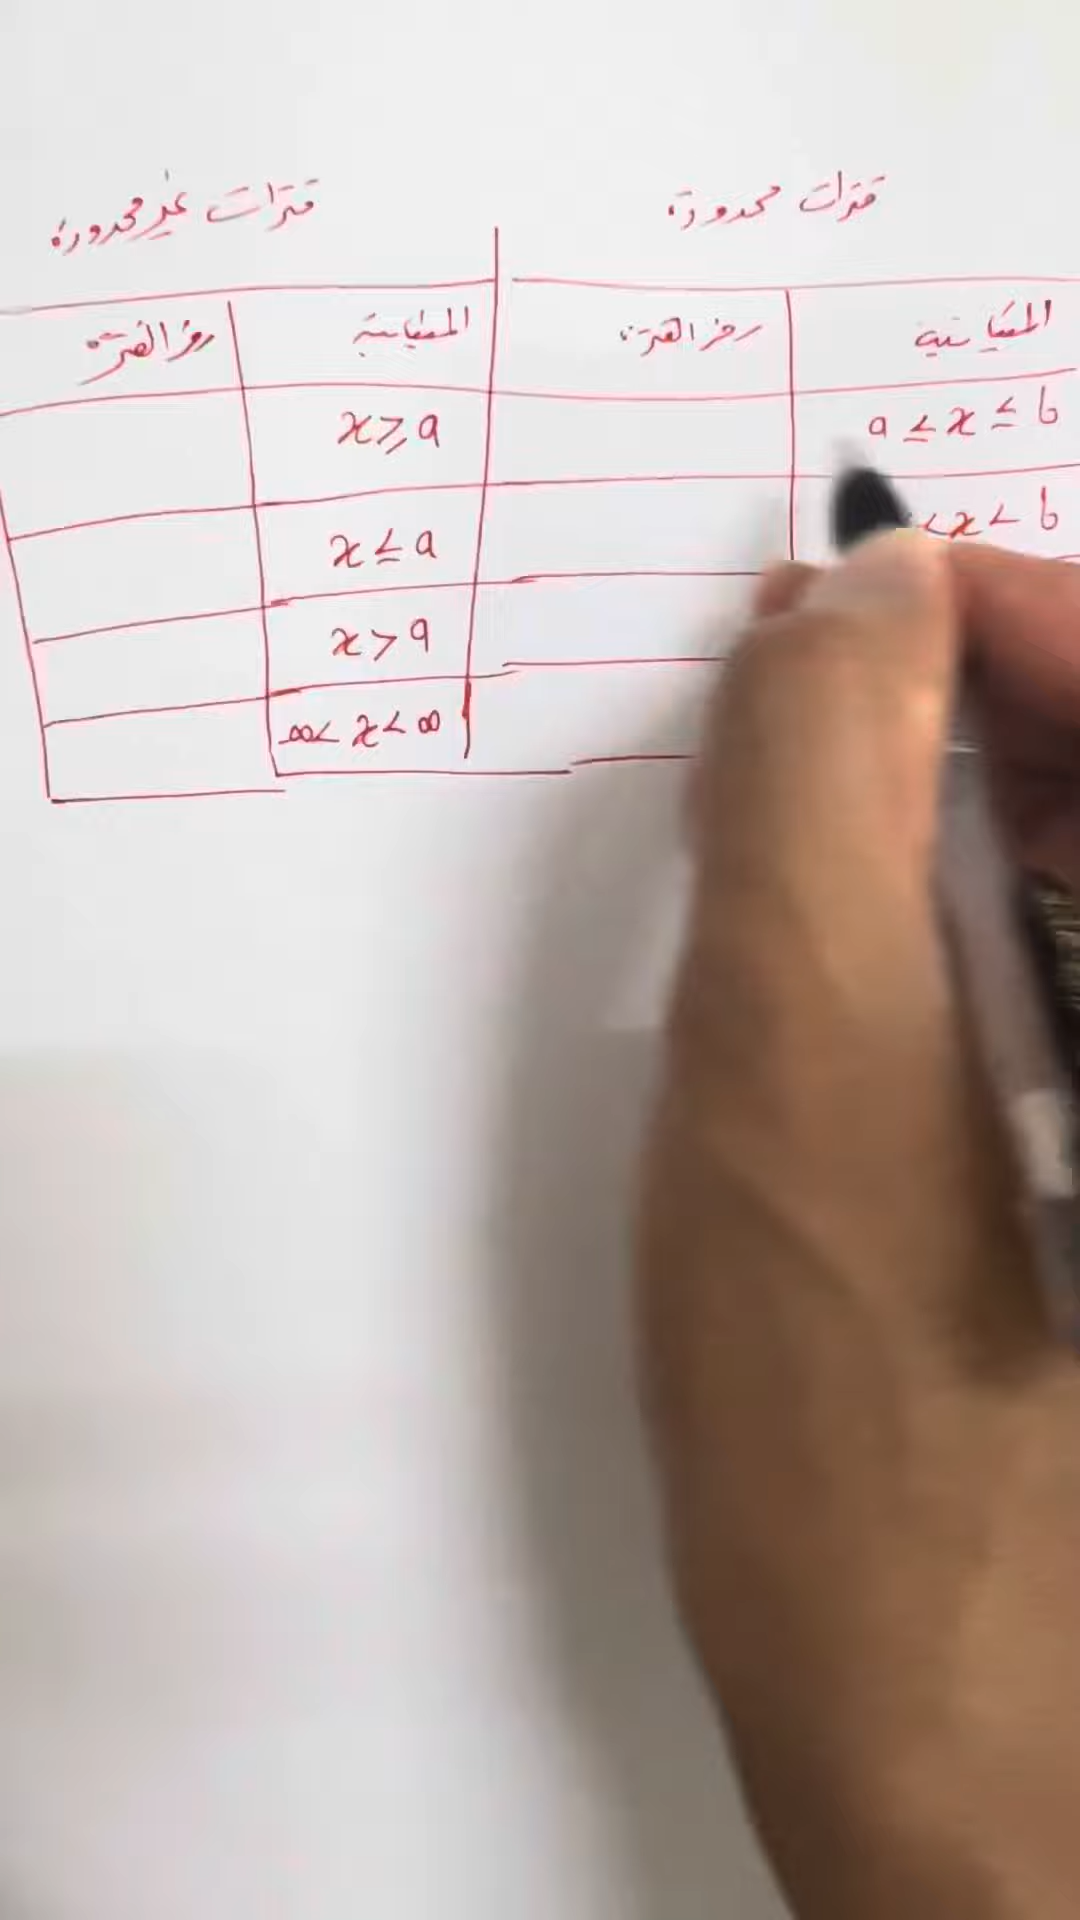 فترات محدودة
فترات غير محدودة
المتباينة رمز الفترة
المتباينة رمز الفترة
a ≤ x ≤ b
x ≥ a
< x < b
x ≤ a
x > a
-∞ < x < ∞